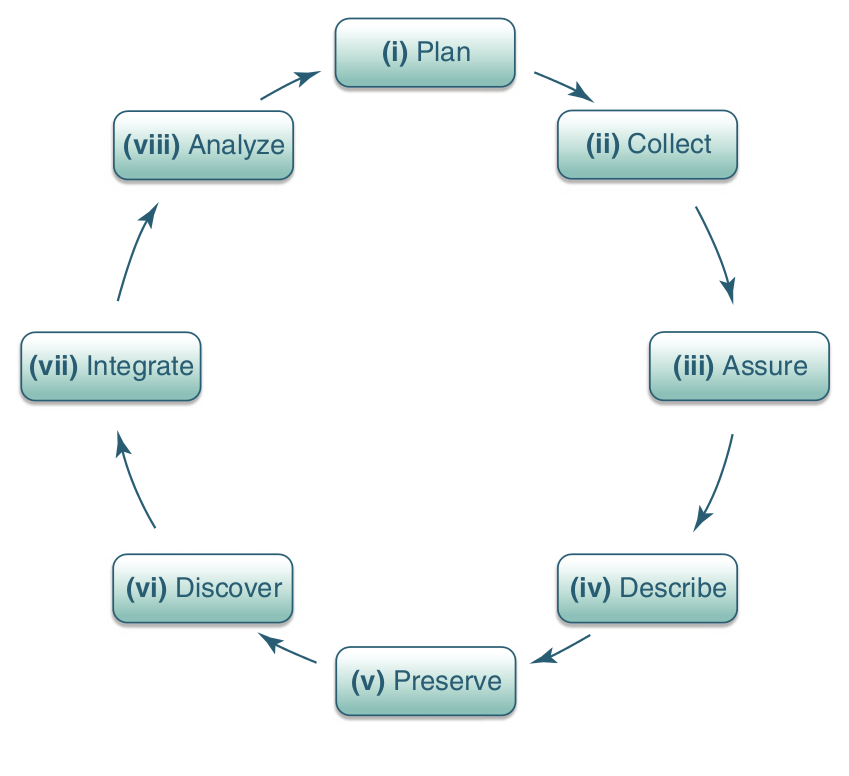 (i) Plan
(ii) Collect
(iii) Assure
(iv) Describe
(v) Preserve
(vi) Discover
(vii) Integrate
(viii) Analyze